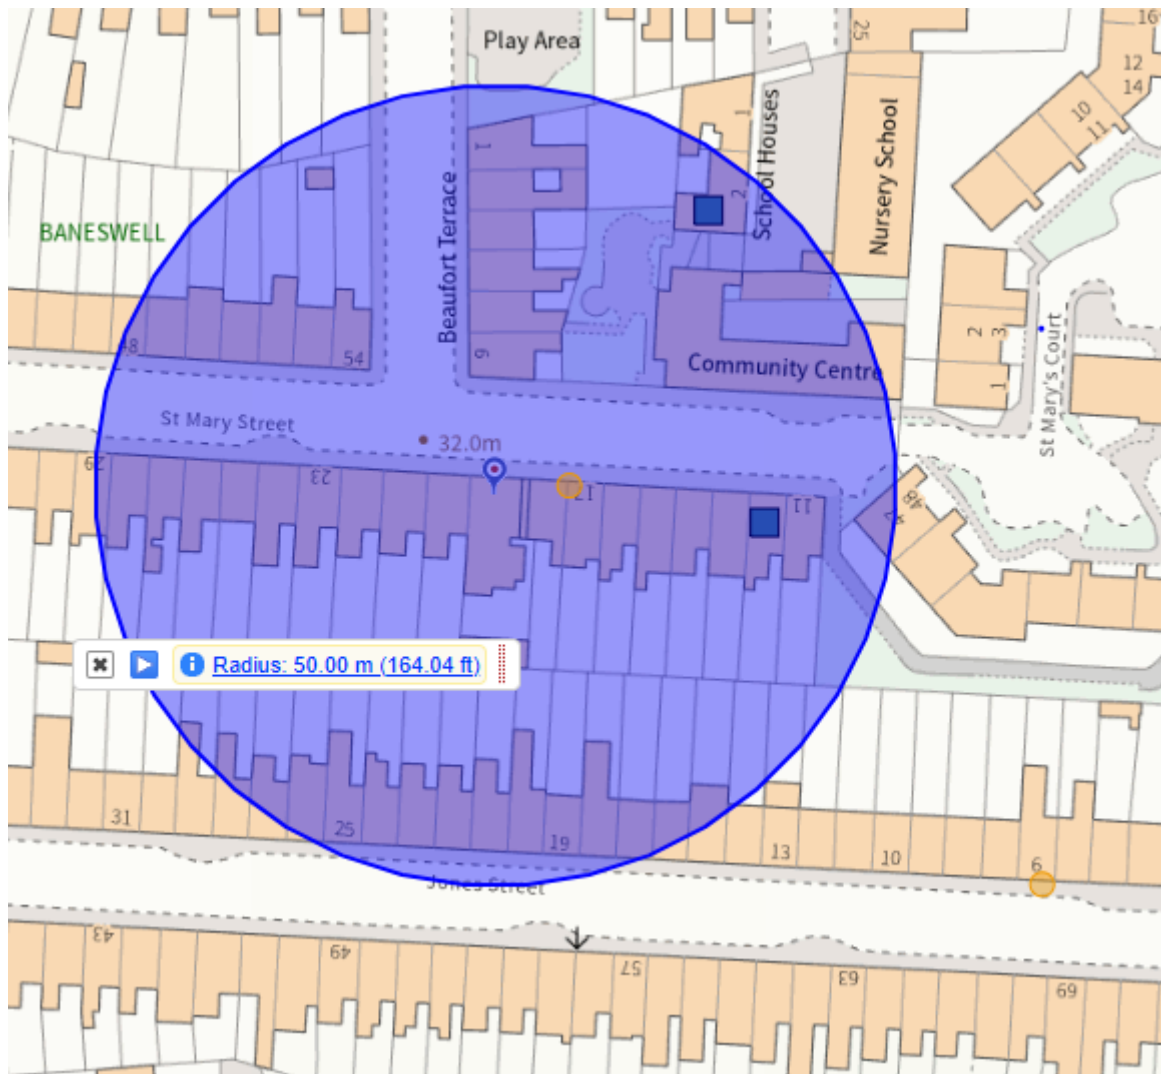 16
25
Play Area
12
14
10
11
1
School Houses
Nursery School
1
2
BANESWELL
Beaufort Terrace
48
54
6
Community Centre
2
3
1
St Mary's Court
St Mary Street
32.0m
29
23
17
11
48
47
Radius: 50.00 m (164.04 ft)
31
25
19
13
10
6
Jones Street
43
49
57
63
69